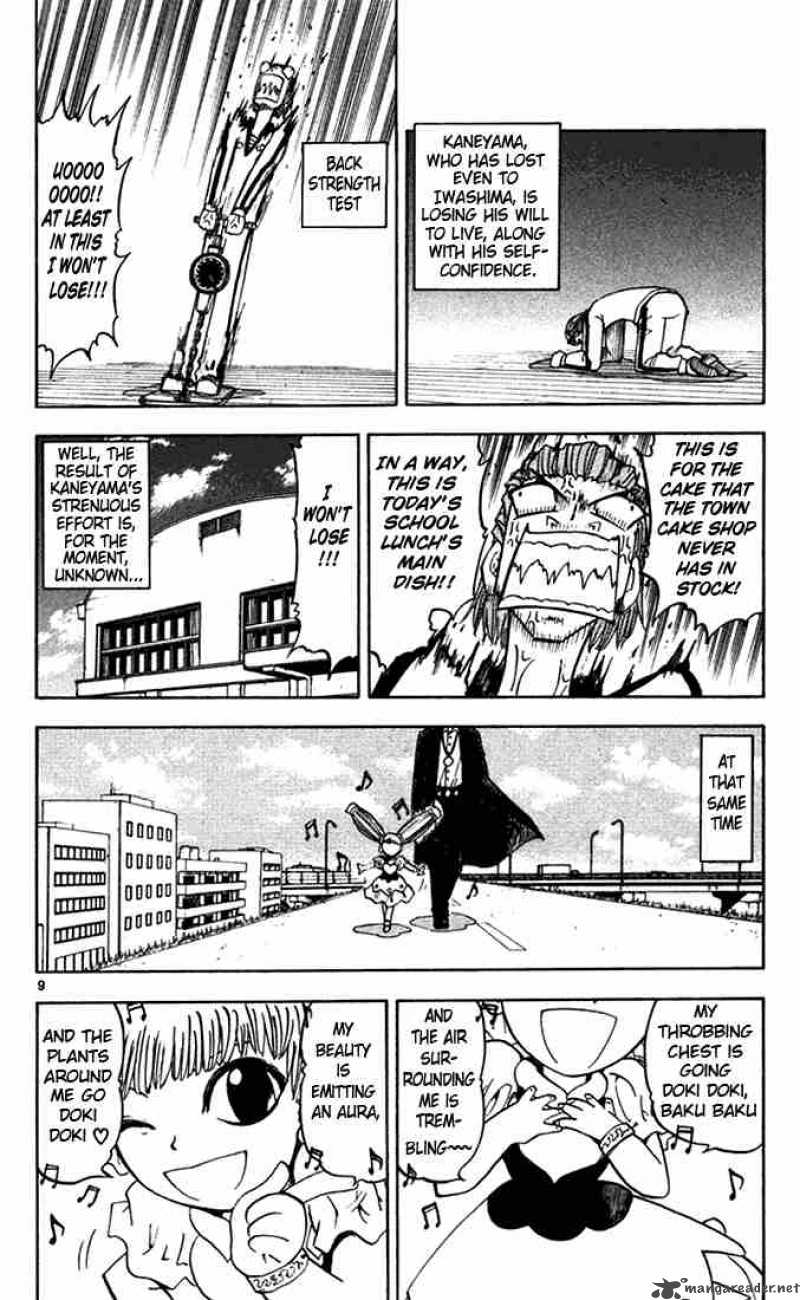 KANEYAMA,
WHO HAS LOST
EVEN TO
IWASHIMA, IS
LOSING HIS WILL
TO LIVE, ALONG
WITH HIS SELF-
CONFIDENCE.
BACK
STRENGTH
TEST
UOOOO
OOOO!!
AT LEAST
IN THIS
I WON'T
LOSE!!!
THIS IS
FOR THE
CAKE THAT
THE TOWN
CAKE SHOP
NEVER
HAS IN
STOCK!
IN A WAY,
THIS IS
TODAY'S
SCHOOL
LUNCH'S
MAIN
DISH!!
I
WON'T
LOSE
!!!
WELL, THE
RESULT OF
KANEYAMA'S
STRENUOUS
EFFORT IS,
FOR THE
MOMENT,
UNKNOWN...
AT
THAT
SAME
TIME
9
MY
THROBBING
CHEST IS
GOING
DOKI DOKI,
BAKU BAKU
AND
THE AIR
SUR-
ROUNDING
ME IS
TREM-
BLING~~
MY
BEAUTY
IS
EMITTING
AN AURA,
AND THE
PLANTS
AROUND
ME GO
DOKI
DOKI ♡
mangareader.net